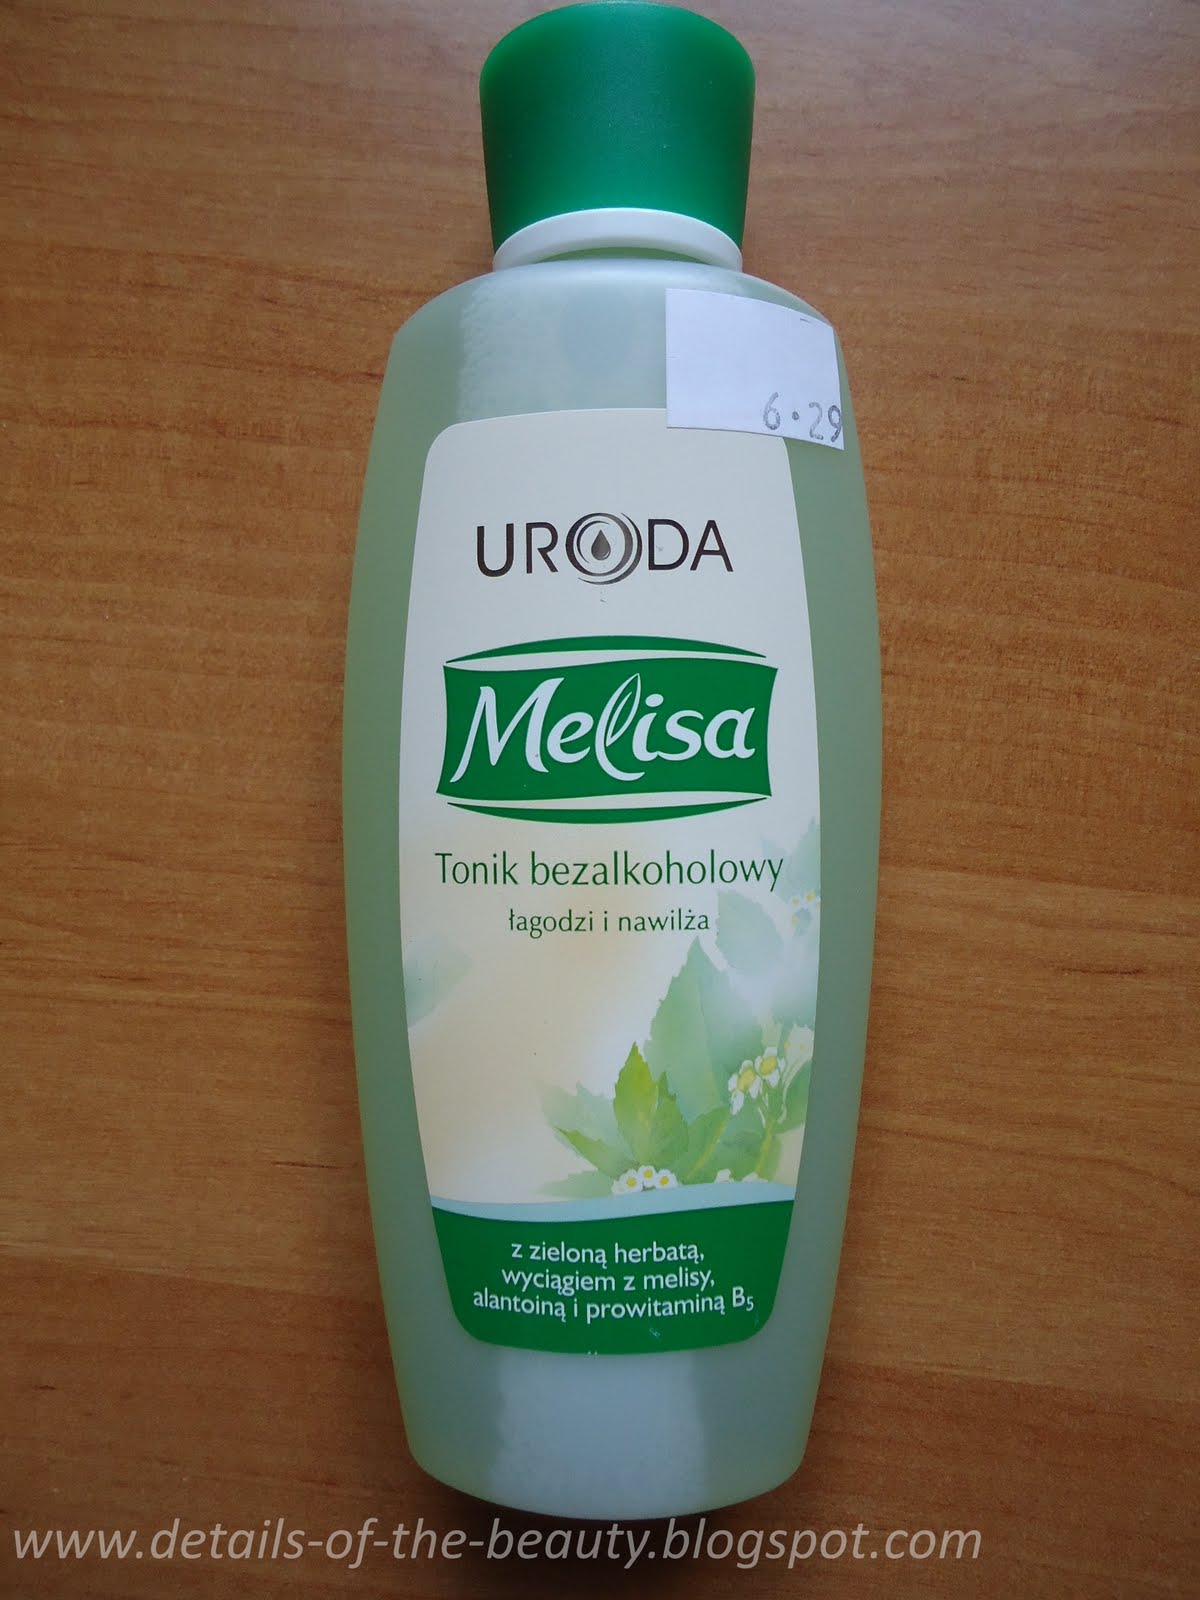 6.29
URODA
Melisa
Tonik bezalkoholowy
łagodzi i nawilża
z zieloną herbatą,
wyciągiem z melisy,
alantoiną i prowitaminą B5
www.details-of-the-beauty.blogspot.com